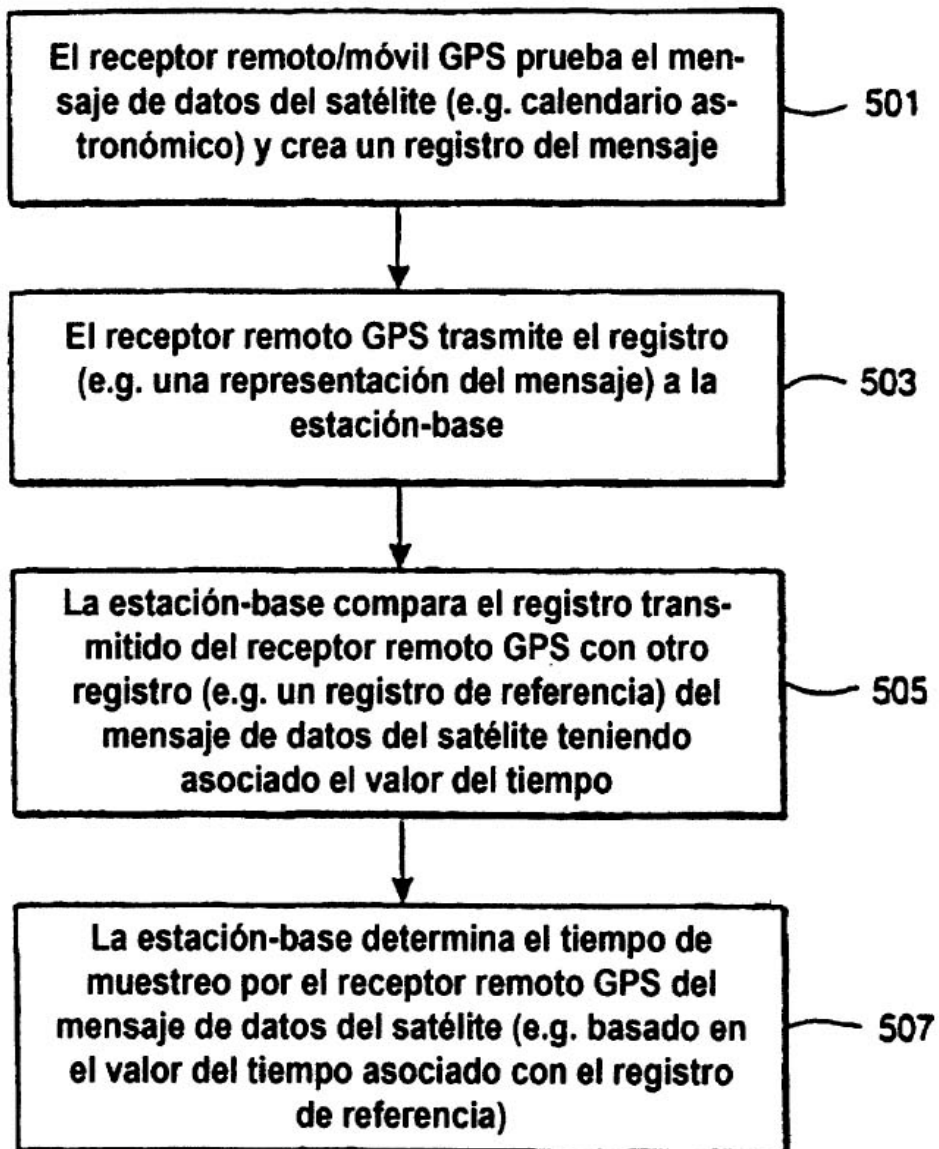 El receptor remoto/móvil GPS prueba el men-
saje de datos del satélite (e.g. calendario as-
tronómico) y crea un registro del mensaje
501
El receptor remoto GPS trasmite el registro
(e.g. una representación del mensaje) a la
estación-base
503
La estación-base compara el registro trans-
mitido del receptor remoto GPS con otro
registro (e.g. un registro de referencia) del
mensaje de datos del satélite teniendo
asociado el valor del tiempo
505
La estación-base determina el tiempo de
muestreo por el receptor remoto GPS del
mensaje de datos del satélite (e.g. basado en
el valor del tiempo asociado con el registro
de referencia)
507